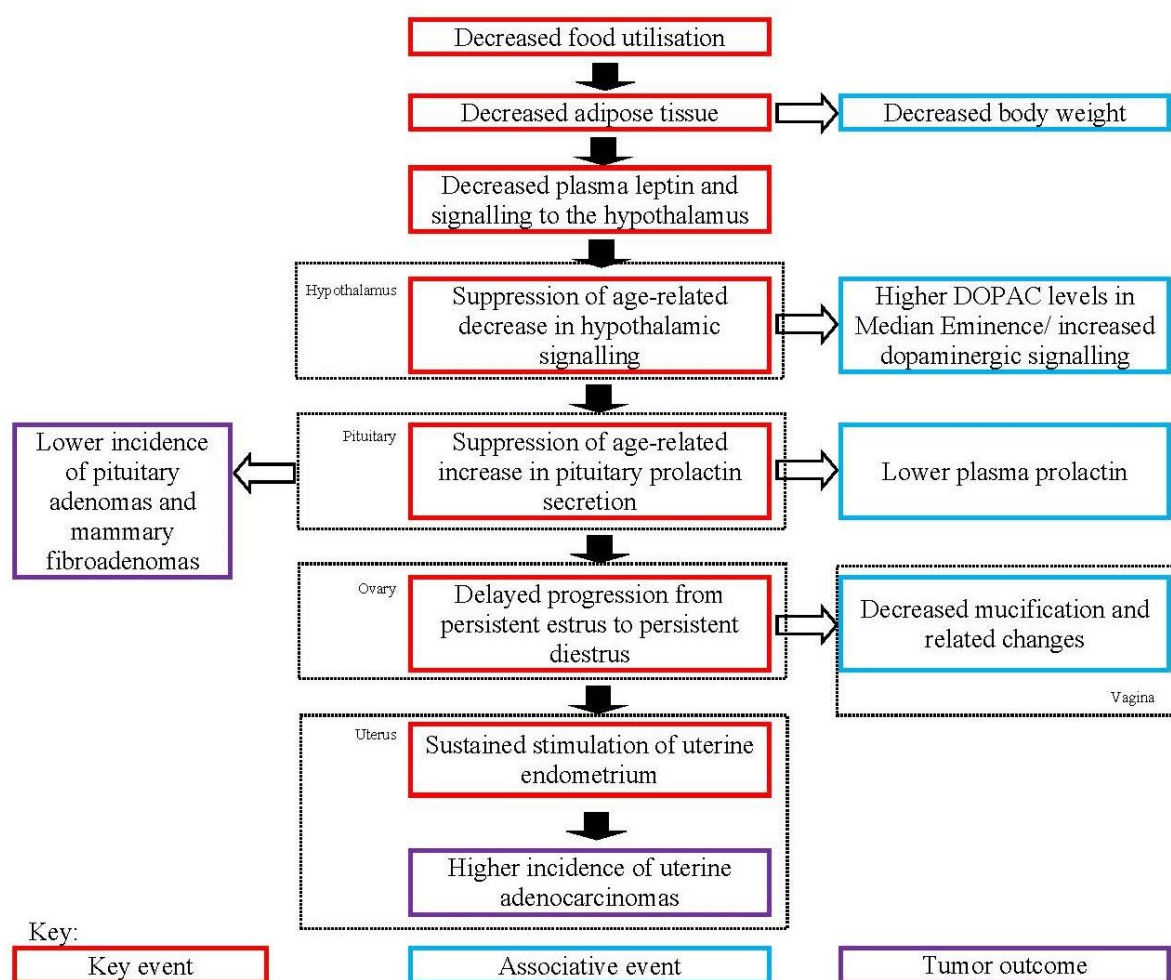 Decreased food utilisation
Decreased adipose tissue
Decreased body weight
Decreased plasma leptin and
signalling to the hypothalamus
Hypothalamus
Suppression of age-related
decrease in hypothalamic
signalling
Higher DOPAC levels in
Median Eminence/ increased
dopaminergic signalling
Lower incidence
of pituitary
adenomas and
mammary
fibroadenomas
Pituitary
Suppression of age-related
increase in pituitary prolactin
secretion
Lower plasma prolactin
Ovary
Delayed progression from
persistent estrus to persistent
diestrus
Decreased mucification and
related changes
Vagina
Uterus
Sustained stimulation of uterine
endometrium
Higher incidence of uterine
adenocarcinomas
Key:
Key event
Associative event
Tumor outcome